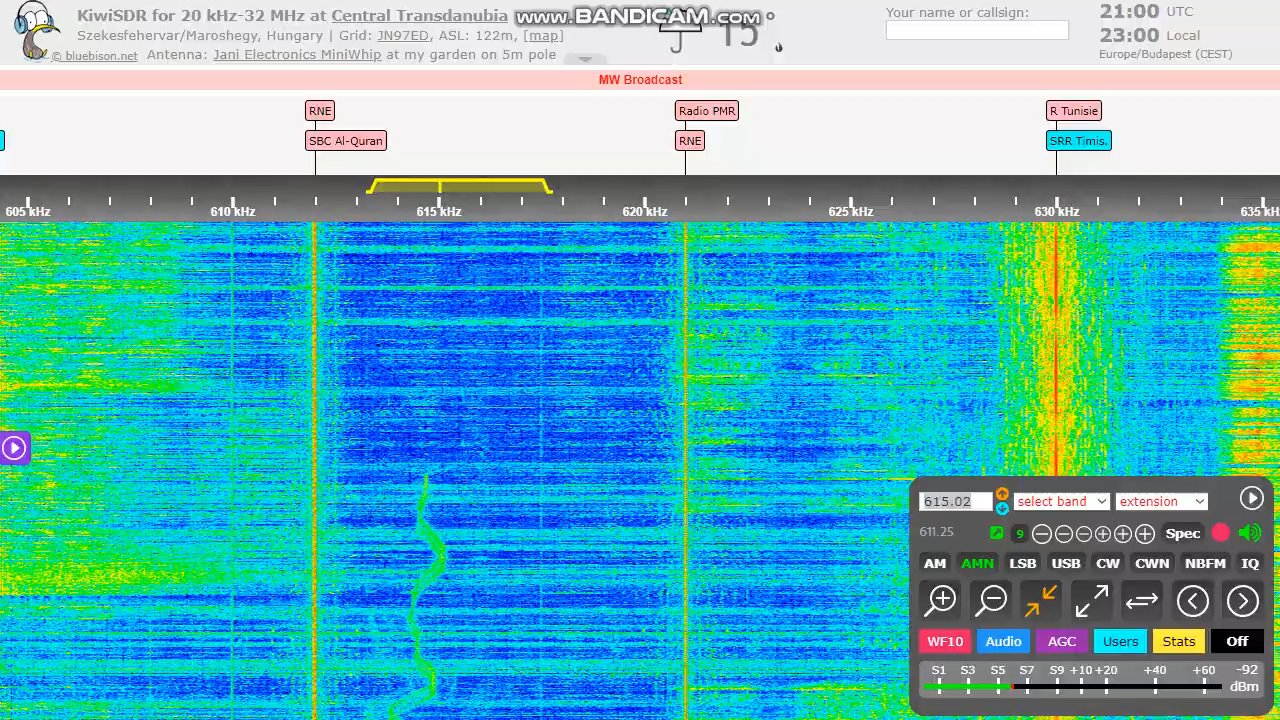 KiwiSDR for 20 kHz-32 MHz at Central Transdanubia
Szekesfehervar/Maroshegy, Hungary | Grid: JN97ED, ASL: 122m, [map]
© bluebison.net Antenna: Jani Electronics MiniWhip at my garden on 5m pole
www.BANDICAM.com
Your name or callsign:
21:00 UTC
23:00 Local
Europe/Budapest (CEST)
MW Broadcast
RNE Radio PMR R Tunisie
SBC Al-Quran RNE SRR Timis.
605 kHz 610 kHz 615 kHz 620 kHz 625 kHz 630 kHz 635 kH
615.02 select band extension
611.25 9 Spec
AM AMN LSB USB CW CWN NBFM IQ
WF10 Audio AGC Users Stats Off
S1 S3 S5 S7 S9 +10 +20 +40 +60 -92
dBm